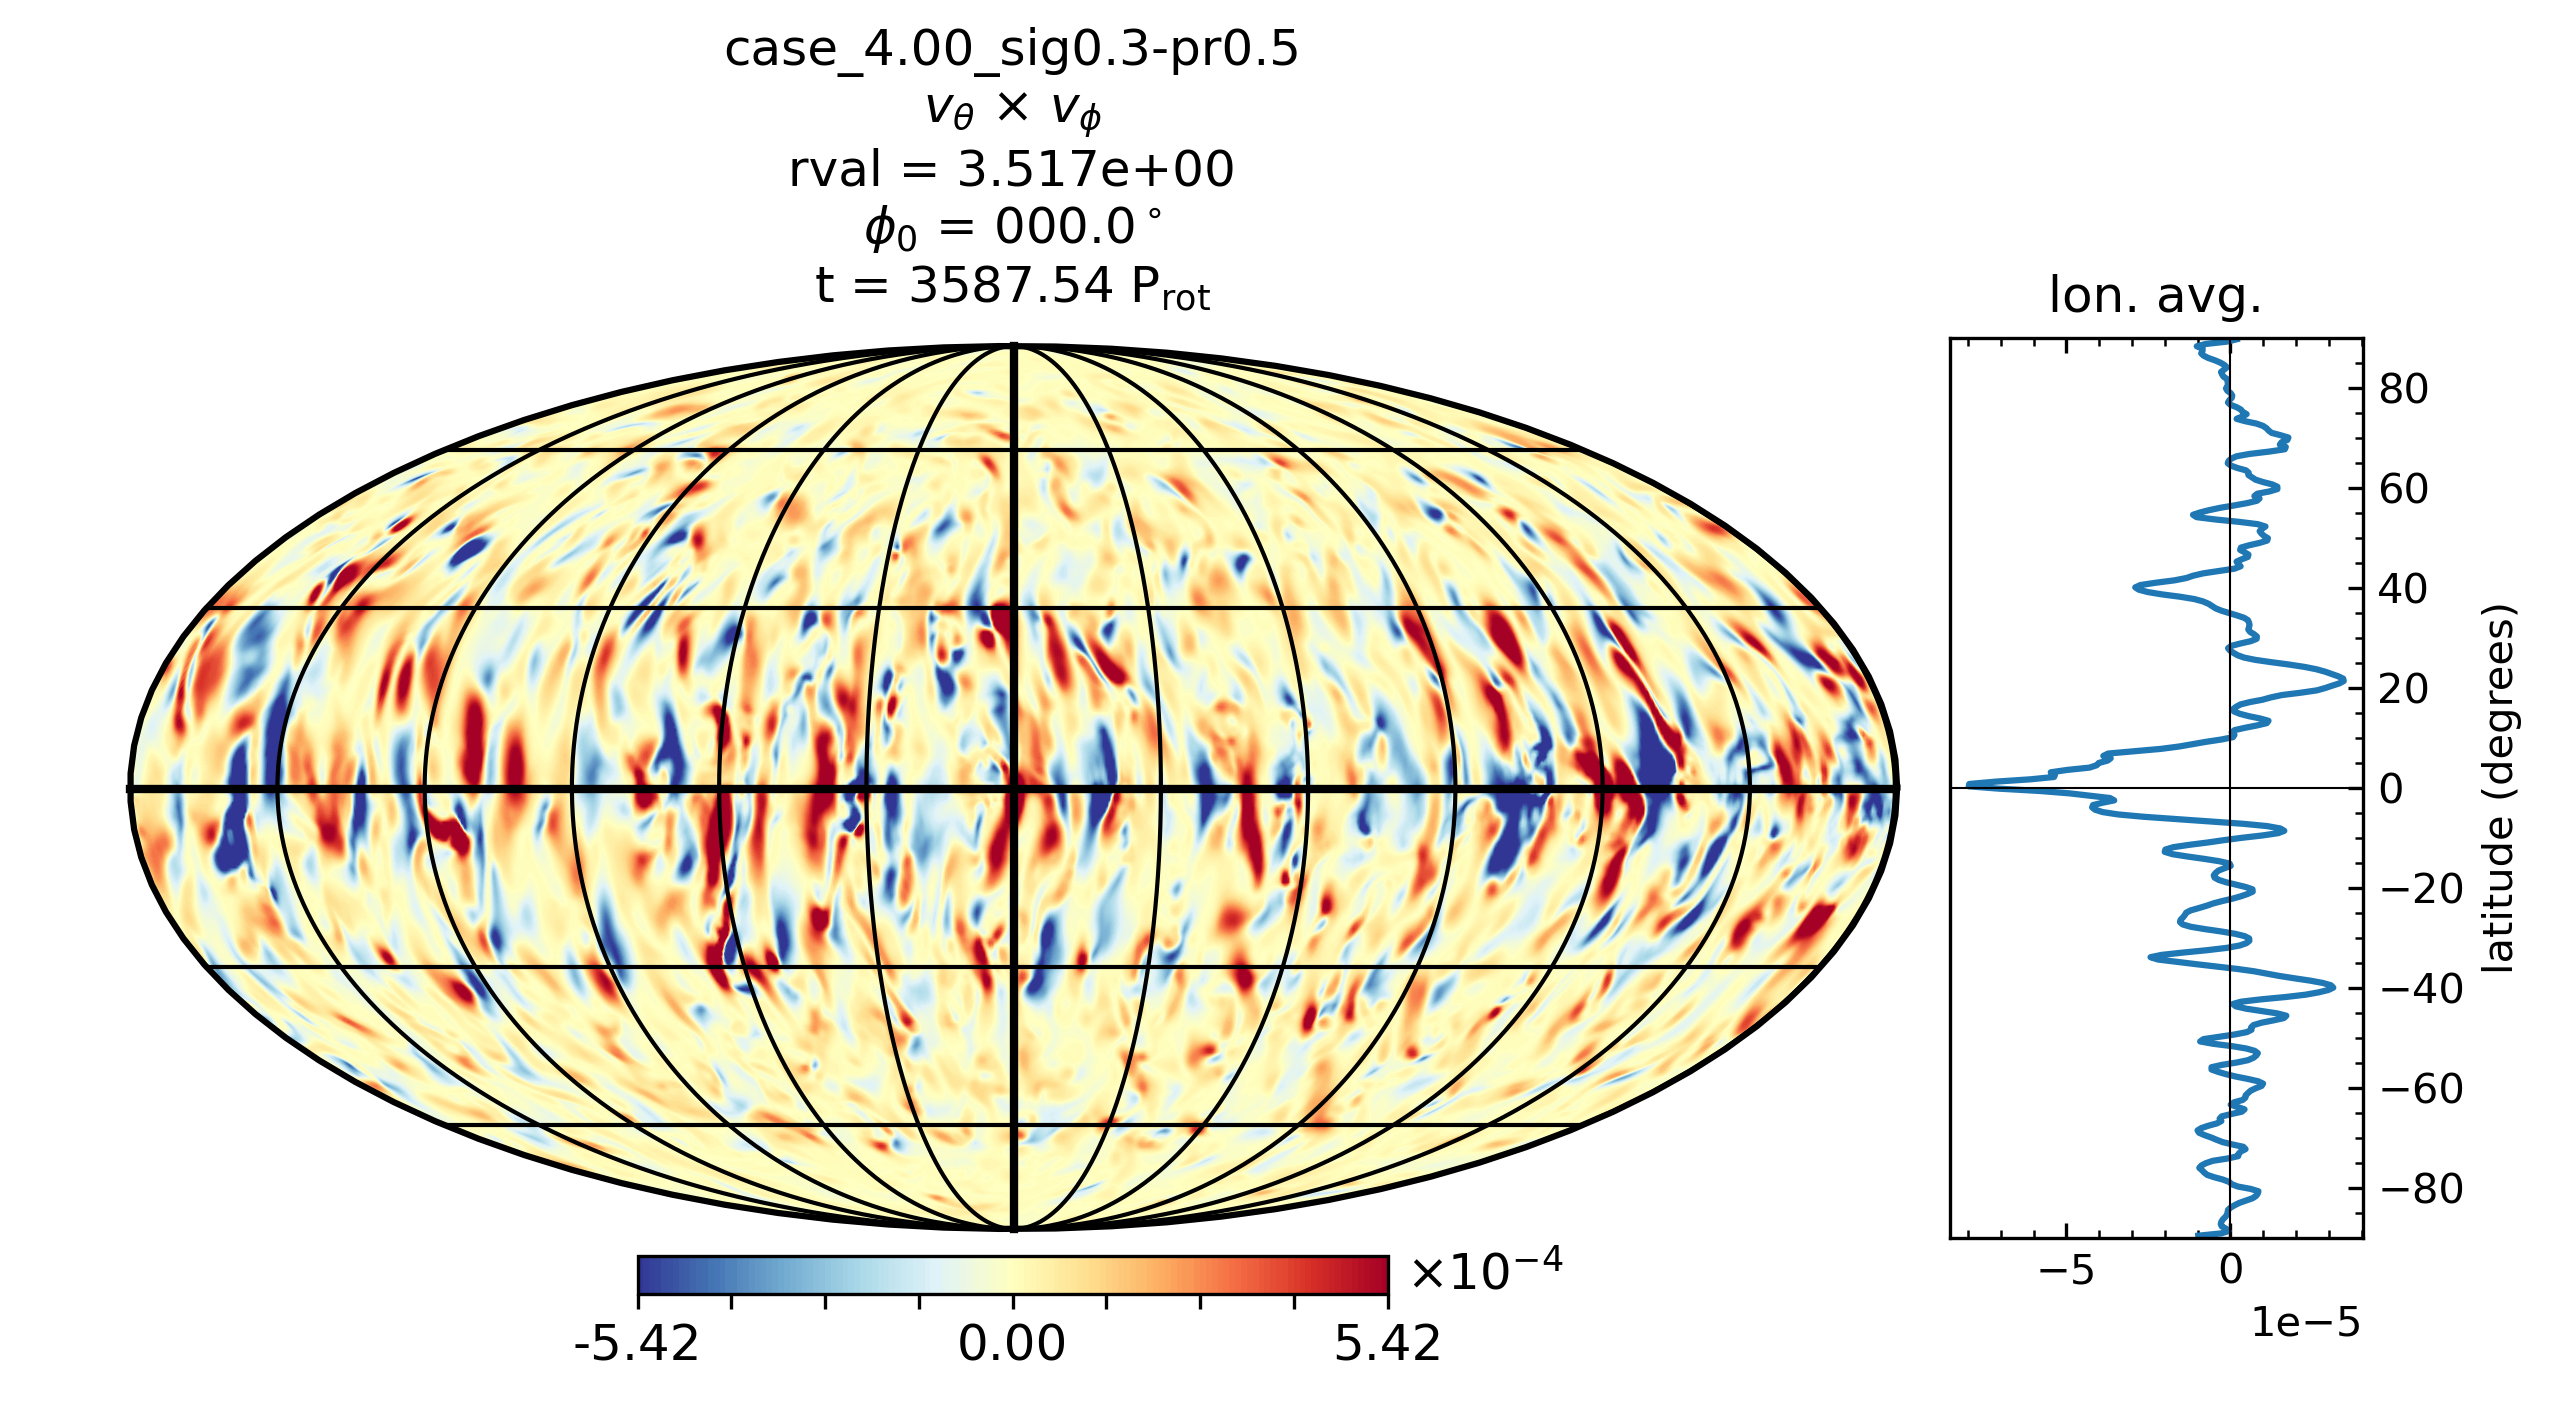 case_4.00_sig0.3-pr0.5
v_θ × v_ϕ
rval = 3.517e+00
ϕ_0 = 000.0°
t = 3587.54 P_rot
lon. avg.
80
60
40
20
0
−20
−40
−60
−80
latitude (degrees)
−5 0
1e−5
×10^−4
-5.42 0.00 5.42